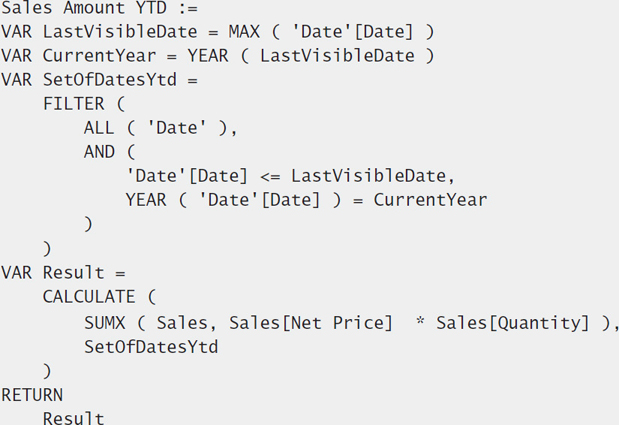 Sales Amount YTD :=
VAR LastVisibleDate = MAX ( 'Date'[Date] )
VAR CurrentYear = YEAR ( LastVisibleDate )
VAR SetOfDatesYtd =
    FILTER (
        ALL ( 'Date' ),
        AND (
            'Date'[Date] <= LastVisibleDate,
            YEAR ( 'Date'[Date] ) = CurrentYear
        )
    )
VAR Result =
    CALCULATE (
        SUMX ( Sales, Sales[Net Price]  * Sales[Quantity] ),
        SetOfDatesYtd
    )
RETURN
    Result